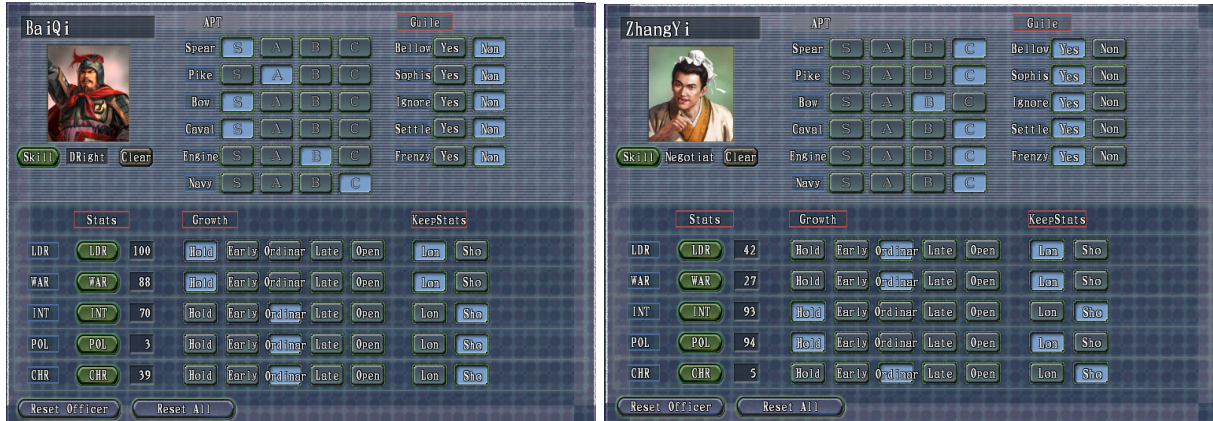 BaiQi
APT
Guile
Spear S A B C Bellow Yes Non
Pike S A B C Sophis Yes Non
Bow S A B C Ignore Yes Non
Caval S A B C Settle Yes Non
Skill DRight Clear Engine S A B C Frenzy Yes Non
Navy S A B C
Stats Growth KeepStats
LDR LDR 100 Hold Early Ordinar Late Open Lon Sho
WAR WAR 88 Hold Early Ordinar Late Open Lon Sho
INT INT 70 Hold Early Ordinar Late Open Lon Sho
POL POL 3 Hold Early Ordinar Late Open Lon Sho
CHR CHR 39 Hold Early Ordinar Late Open Lon Sho
Reset Officer Reset All
ZhangYi
APT
Guile
Spear S A B C Bellow Yes Non
Pike S A B C Sophis Yes Non
Bow S A B C Ignore Yes Non
Caval S A B C Settle Yes Non
Skill Negotiat Clear Engine S A B C Frenzy Yes Non
Navy S A B C
Stats Growth KeepStats
LDR LDR 42 Hold Early Ordinar Late Open Lon Sho
WAR WAR 27 Hold Early Ordinar Late Open Lon Sho
INT INT 93 Hold Early Ordinar Late Open Lon Sho
POL POL 94 Hold Early Ordinar Late Open Lon Sho
CHR CHR 5 Hold Early Ordinar Late Open Lon Sho
Reset Officer Reset All